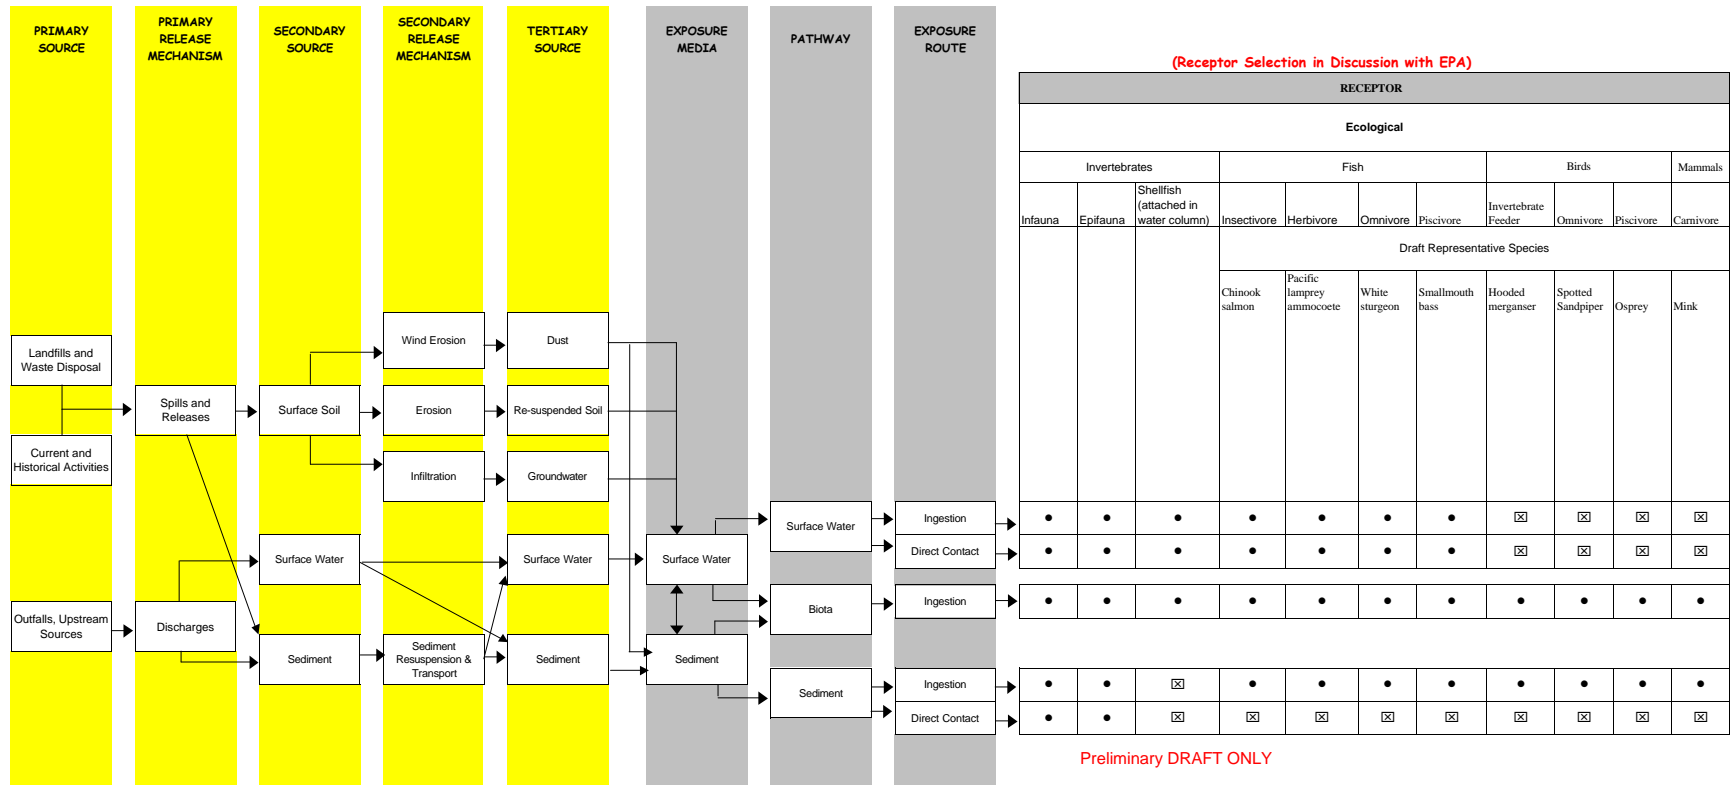 PRIMARY
SOURCE
PRIMARY
RELEASE
MECHANISM
SECONDARY
SOURCE
SECONDARY
RELEASE
MECHANISM
TERTIARY
SOURCE
EXPOSURE
MEDIA
PATHWAY
EXPOSURE
ROUTE
(Receptor Selection in Discussion with EPA)
RECEPTOR
Ecological
Invertebrates
Fish
Birds
Mammals
Infauna
Epifauna
Shellfish
(attached in
water column)
Insectivore
Herbivore
Omnivore
Piscivore
Invertebrate
Feeder
Omnivore
Piscivore
Carnivore
Draft Representative Species
Chinook
salmon
Pacific
lamprey
ammocoete
White
sturgeon
Smallmouth
bass
Hooded
merganser
Spotted
Sandpiper
Osprey
Mink
Landfills and
Waste Disposal
Current and
Historical Activities
Outfalls, Upstream
Sources
Spills and
Releases
Discharges
Surface Soil
Surface Water
Sediment
Wind Erosion
Erosion
Infiltration
Sediment
Resuspension &
Transport
Dust
Re-suspended Soil
Groundwater
Surface Water
Sediment
Surface Water
Sediment
Surface Water
Biota
Sediment
Ingestion
● ● ● ● ● ● ● ☒ ☒ ☒ ☒
Direct Contact
● ● ● ● ● ● ● ☒ ☒ ☒ ☒
Ingestion
● ● ● ● ● ● ● ● ● ● ●
Ingestion
● ● ☒ ● ● ● ● ● ● ● ●
Direct Contact
● ● ☒ ☒ ☒ ☒ ☒ ☒ ☒ ☒ ☒
Preliminary DRAFT ONLY